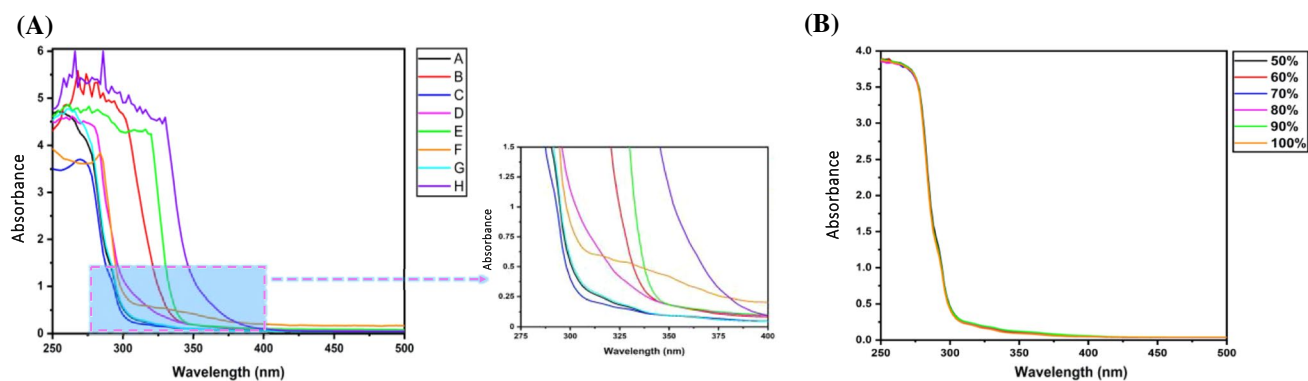 (A)
Absorbance
6
5
4
3
2
1
0
250 300 350 400 450 500
Wavelength (nm)
A
B
C
D
E
F
G
H
Absorbance
1.5
1.25
1
0.75
0.5
0.25
0
275 300 325 350 375 400
Wavelength (nm)
(B)
Absorbance
4.0
3.5
3.0
2.5
2.0
1.5
1.0
0.5
0.0
250 300 350 400 450 500
Wavelength (nm)
50%
60%
70%
80%
90%
100%